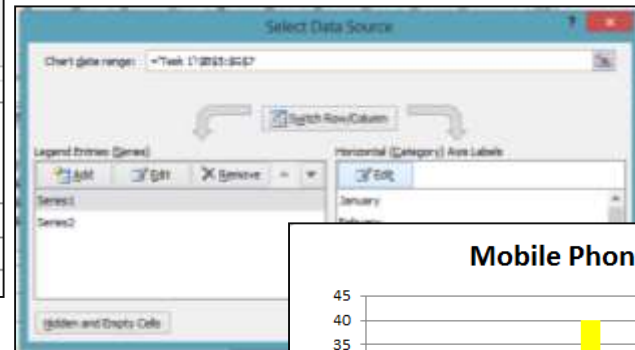 Select Data Source
?
Chart data range:
Switch Row/Column
Legend Entries (Series)
Horizontal (Category) Axis Labels
Add Edit Remove
Edit
Series1
January
Series2
Hidden and Empty Cells
Mobile Phon
45
40
35